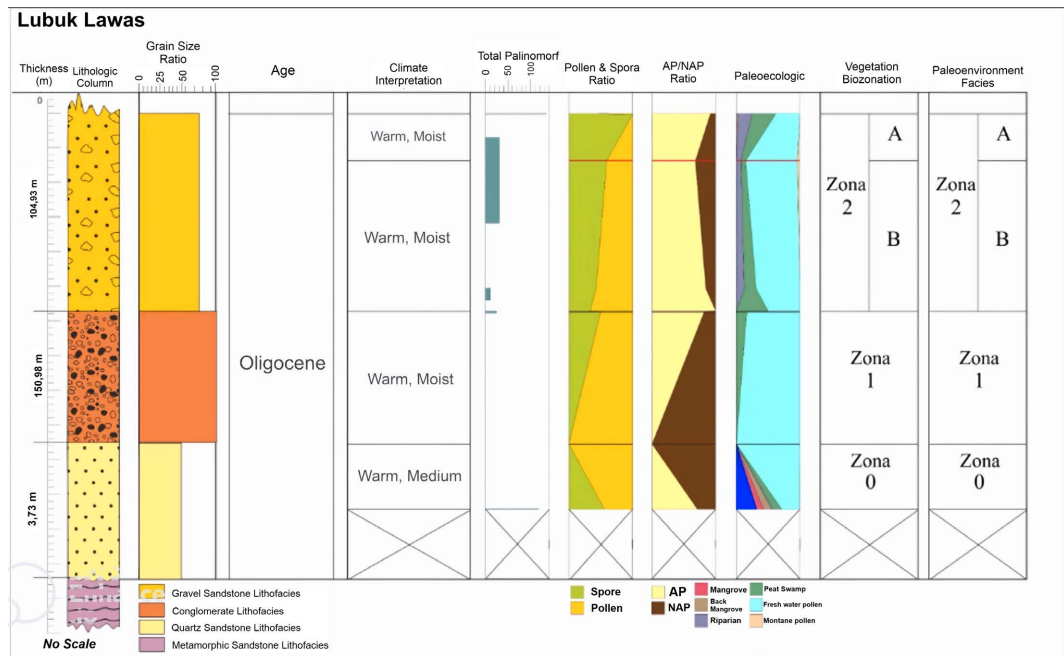 Lubuk Lawas
Thickness
(m)
Lithologic
Column
Grain Size
Ratio
0
25
50
100
Age
Climate
Interpretation
Total Palinomorf
0
50
100
Pollen & Spora
Ratio
AP/NAP
Ratio
Paleoecologic
Vegetation
Biozonation
Paleoenvironment
Facies
0
104,93 m
150,98 m
3,73 m
Oligocene
Warm, Moist
Warm, Moist
Warm, Moist
Warm, Medium
Zona
2
A
B
Zona
1
Zona
0
Zona
2
A
B
Zona
1
Zona
0
No Scale
Gravel Sandstone Lithofacies
Conglomerate Lithofacies
Quartz Sandstone Lithofacies
Metamorphic Sandstone Lithofacies
Spore
Pollen
AP
NAP
Mangrove
Back
Mangrove
Riparian
Peat Swamp
Fresh water pollen
Montane pollen